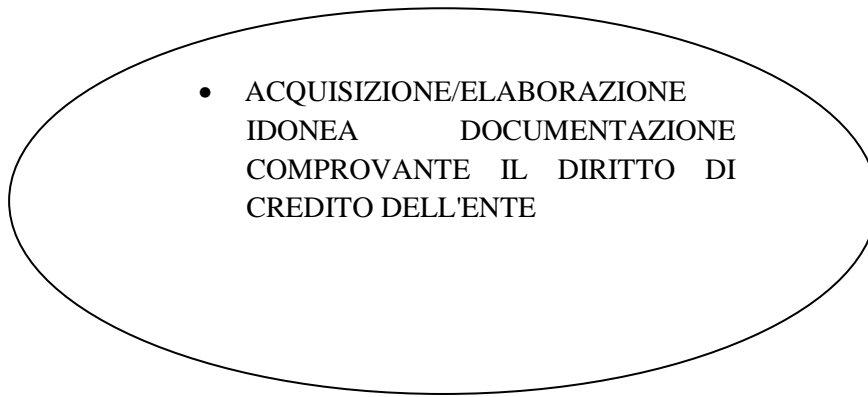 • ACQUISIZIONE/ELABORAZIONE
IDONEA DOCUMENTAZIONE
COMPROVANTE IL DIRITTO DI
CREDITO DELL'ENTE